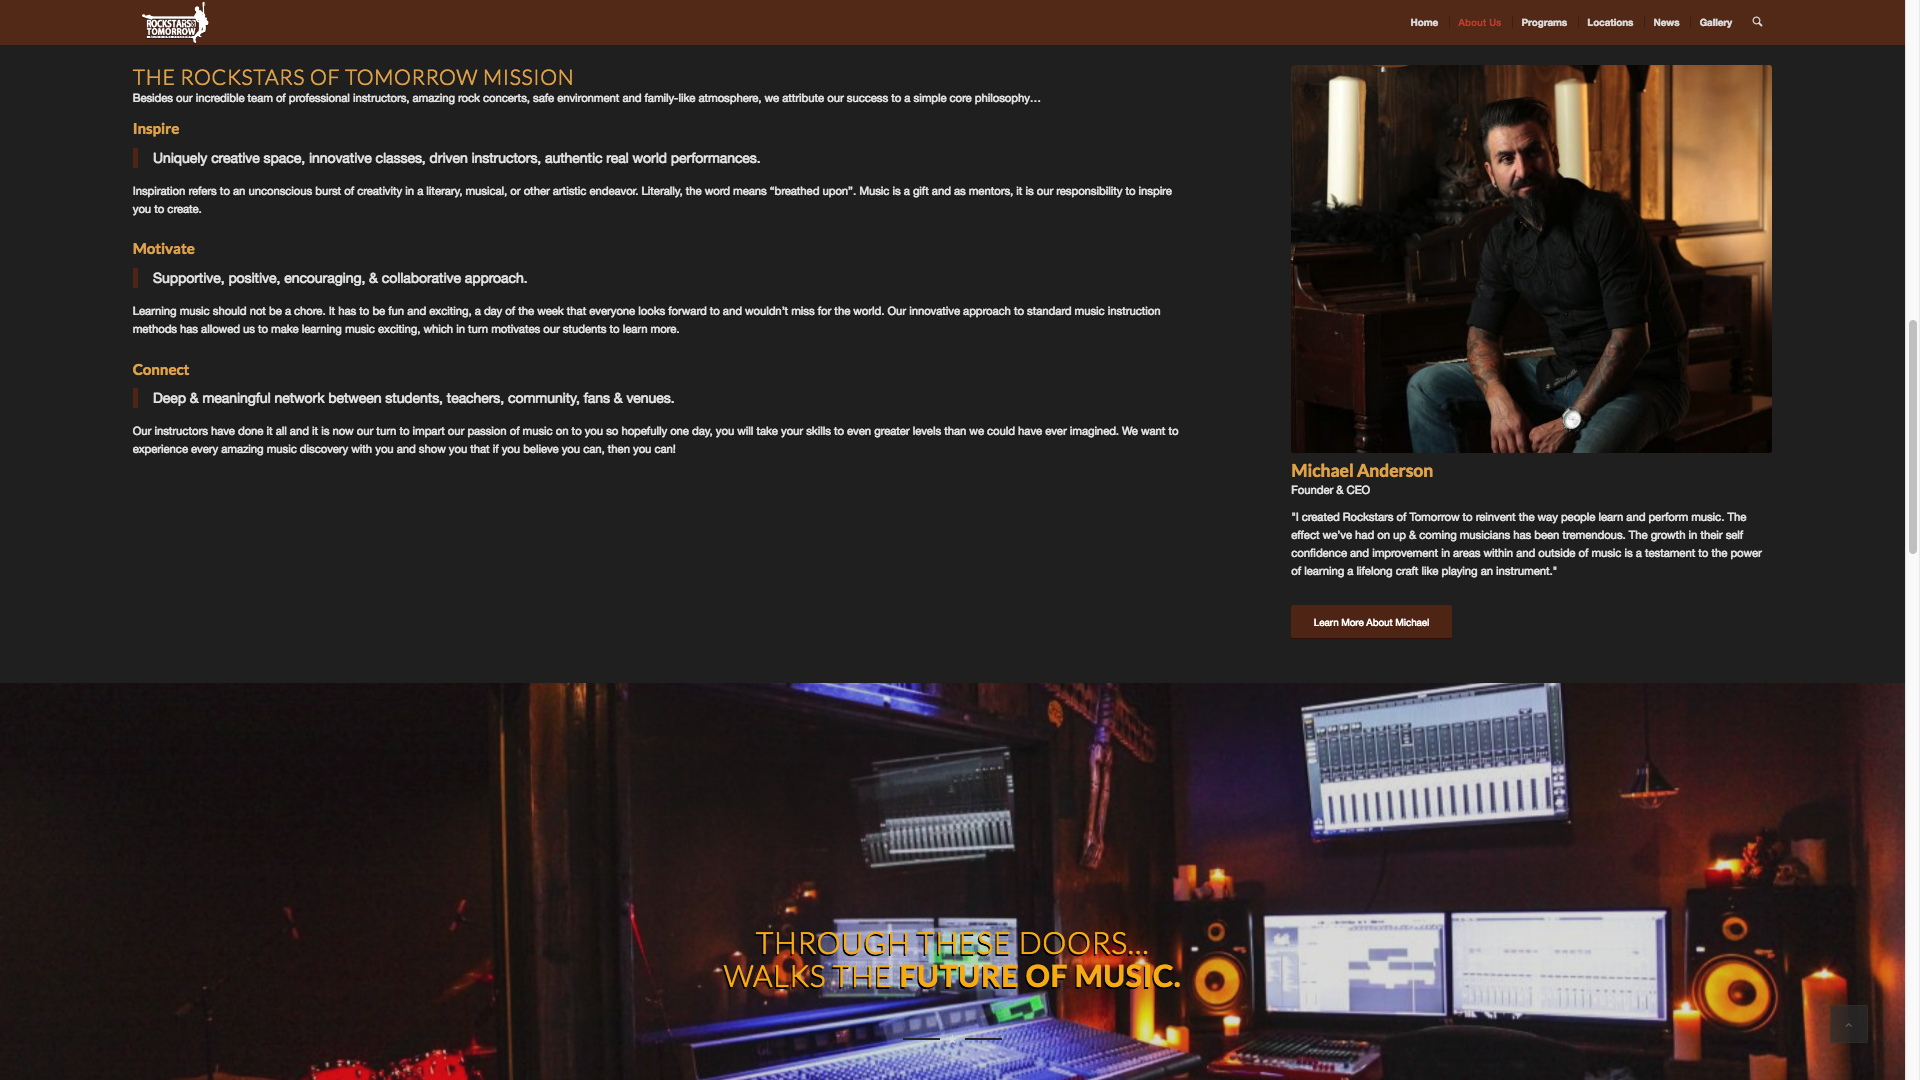 ROCKSTARS OF
TOMORROW
Home
About Us
Programs
Locations
News
Gallery
THE ROCKSTARS OF TOMORROW MISSION
Besides our incredible team of professional instructors, amazing rock concerts, safe environment and family-like atmosphere, we attribute our success to a simple core philosophy…
Inspire
Uniquely creative space, innovative classes, driven instructors, authentic real world performances.
Inspiration refers to an unconscious burst of creativity in a literary, musical, or other artistic endeavor. Literally, the word means “breathed upon”. Music is a gift and as mentors, it is our responsibility to inspire
you to create.
Motivate
Supportive, positive, encouraging, & collaborative approach.
Learning music should not be a chore. It has to be fun and exciting, a day of the week that everyone looks forward to and wouldn’t miss for the world. Our innovative approach to standard music instruction
methods has allowed us to make learning music exciting, which in turn motivates our students to learn more.
Connect
Deep & meaningful network between students, teachers, community, fans & venues.
Our instructors have done it all and it is now our turn to impart our passion of music on to you so hopefully one day, you will take your skills to even greater levels than we could have ever imagined. We want to
experience every amazing music discovery with you and show you that if you believe you can, then you can!
Michael Anderson
Founder & CEO
"I created Rockstars of Tomorrow to reinvent the way people learn and perform music. The
effect we’ve had on up & coming musicians has been tremendous. The growth in their self
confidence and improvement in areas within and outside of music is a testament to the power
of learning a lifelong craft like playing an instrument."
Learn More About Michael
THROUGH THESE DOORS…
WALKS THE FUTURE OF MUSIC.